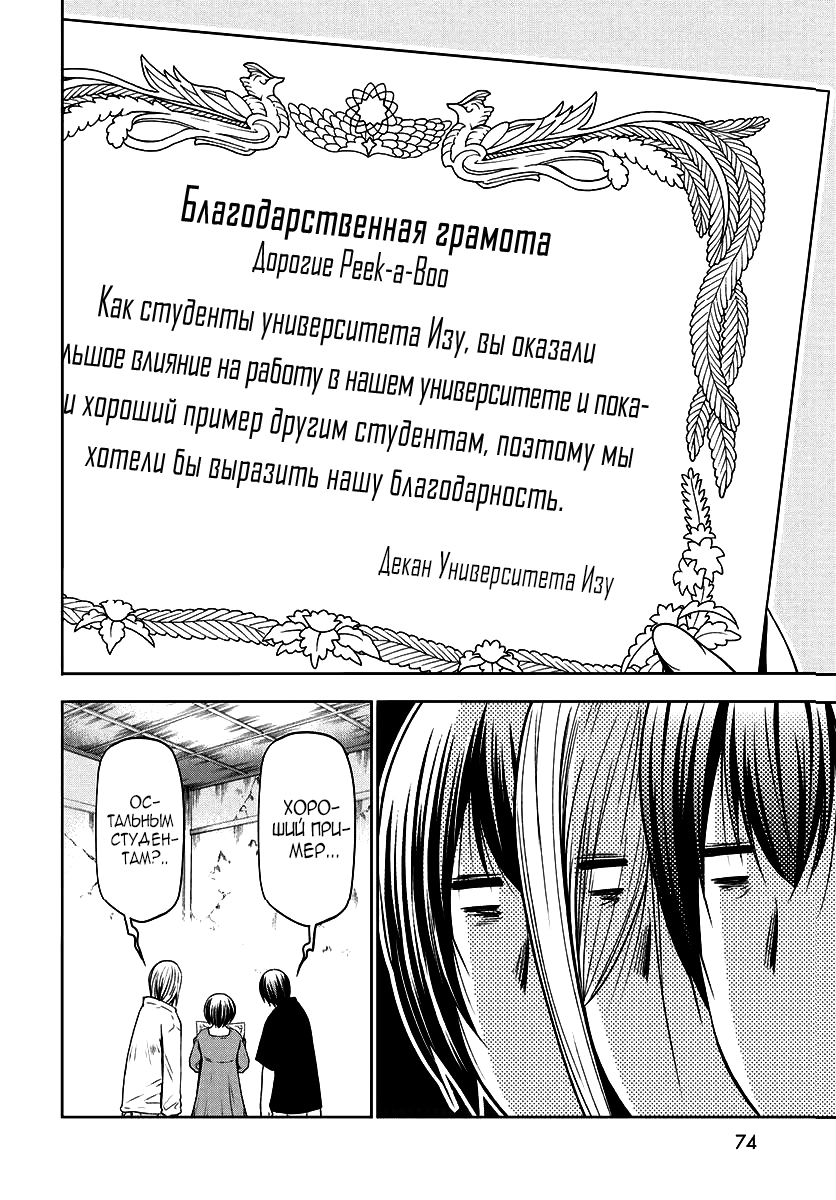 Благодарственная грамота
Дорогие Peek-a-Boo
Как студенты университета Изу, вы оказали
льшое влияние на работу в нашем университете и пока-
и хороший пример другим студентам, поэтому мы
хотели бы выразить нашу благодарность.
Декан Университета Изу
ХОРО-
ШИЙ ПРИ-
МЕР...
ОС-
ТАЛЬНЫМ
СТУДЕН-
ТАМ?..
74